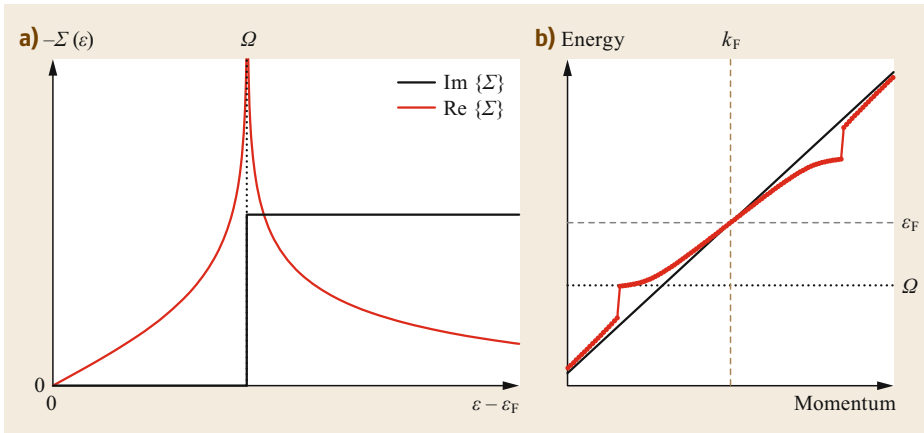 a) –Σ (ε)
Ω
Im {Σ}
Re {Σ}
0
0
ε – εF
b) Energy
kF
εF
Ω
Momentum